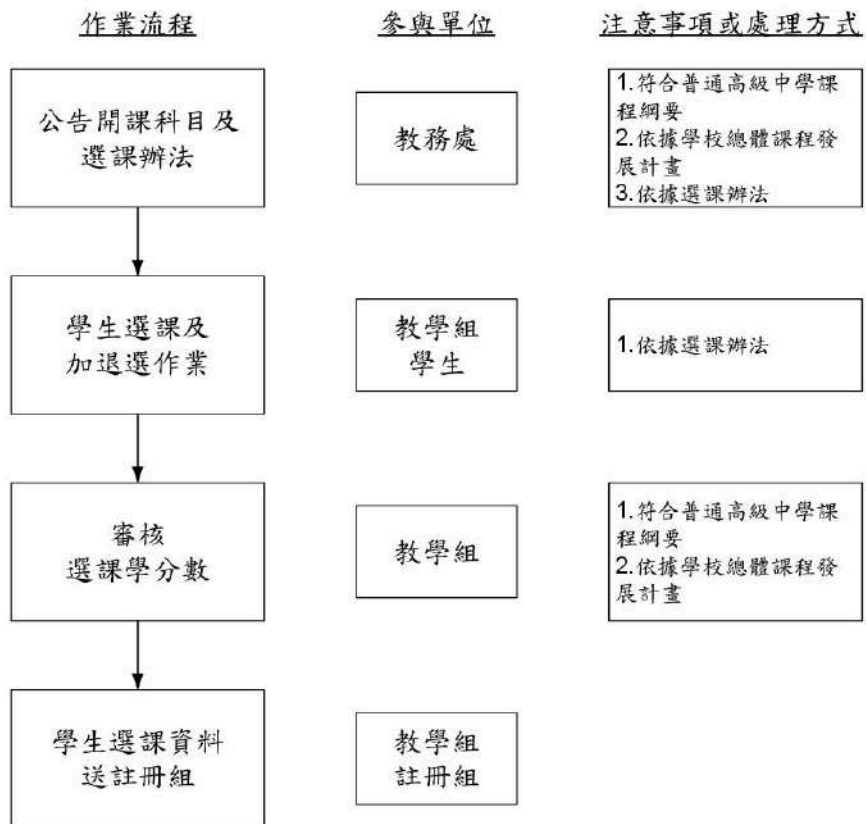 作業流程
參與單位
注意事項或處理方式
公告開課科目及
選課辦法
教務處
1.符合普通高級中學課
程綱要
2.依據學校總體課程發
展計畫
3.依據選課辦法
學生選課及
加退選作業
教學組
學生
1.依據選課辦法
審核
選課學分數
教學組
1.符合普通高級中學課
程綱要
2.依據學校總體課程發
展計畫
學生選課資料
送註冊組
教學組
註冊組